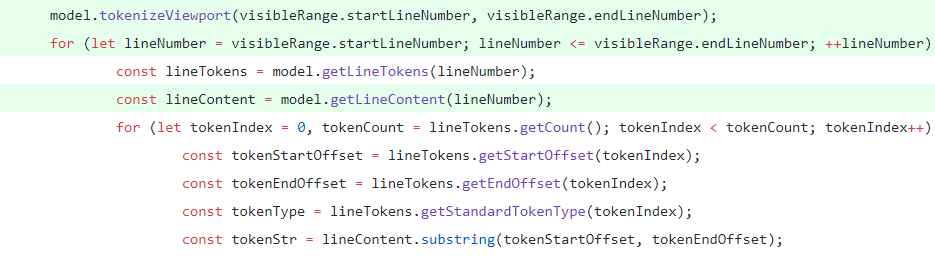 model.tokenizeViewport(visibleRange.startLineNumber, visibleRange.endLineNumber);
for (let lineNumber = visibleRange.startLineNumber; lineNumber <= visibleRange.endLineNumber; ++lineNumber)
const lineTokens = model.getLineTokens(lineNumber);
const lineContent = model.getLineContent(lineNumber);
for (let tokenIndex = 0, tokenCount = lineTokens.getCount(); tokenIndex < tokenCount; tokenIndex++)
const tokenStartOffset = lineTokens.getStartOffset(tokenIndex);
const tokenEndOffset = lineTokens.getEndOffset(tokenIndex);
const tokenType = lineTokens.getStandardTokenType(tokenIndex);
const tokenStr = lineContent.substring(tokenStartOffset, tokenEndOffset);